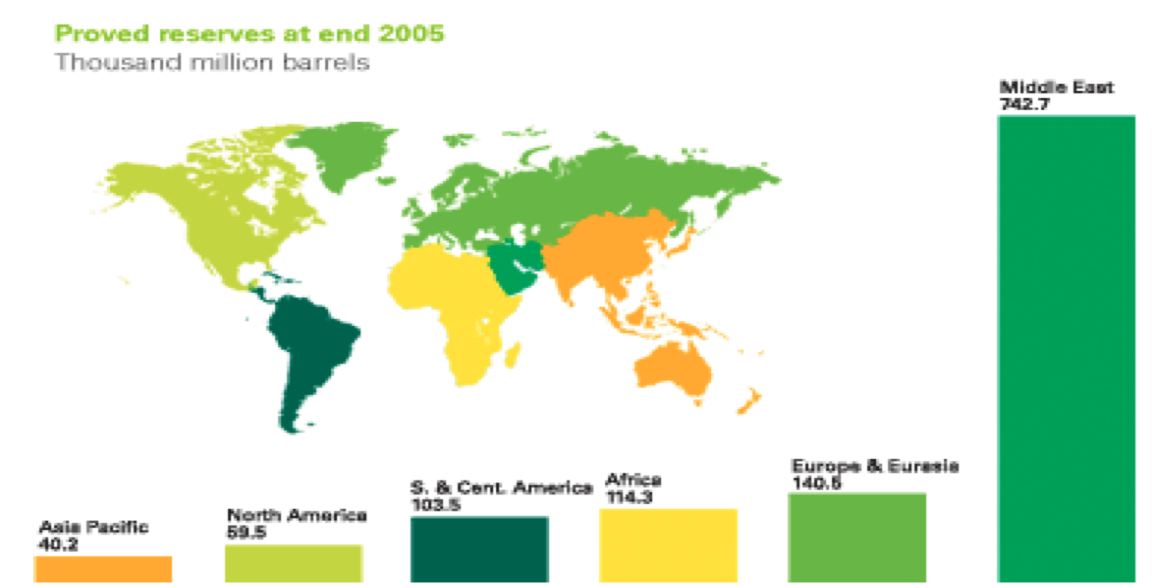 Proved reserves at end 2005
Thousand million barrels
Middle East
742.7
Europe & Eurasia
140.5
S. & Cent. America
103.5
Africa
114.3
North America
59.5
Asia Pacific
40.2